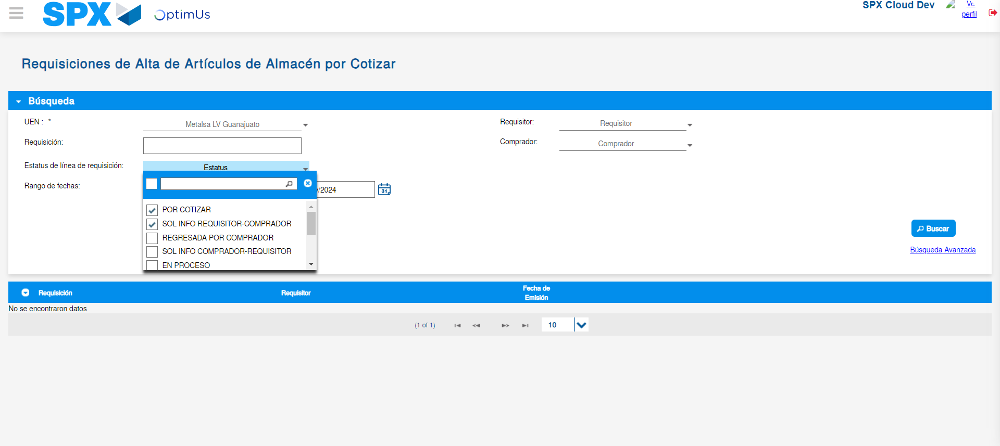 SPX OptimUs
SPX Cloud Dev
perfil
Requisiciones de Alta de Artículos de Almacén por Cotizar
Búsqueda
UEN : *
Metalsa LV Guanajuato
Requisitor:
Requisitor
Requisición:
Comprador:
Comprador
Estatus de línea de requisición:
Estatus
Rango de fechas:
/2024
31
POR COTIZAR
SOL INFO REQUISITOR-COMPRADOR
REGRESADA POR COMPRADOR
SOL INFO COMPRADOR-REQUISITOR
EN PROCESO
Buscar
Búsqueda Avanzada
Requisición
Requisitor
Fecha de
Emisión
No se encontraron datos
(1 of 1)
10